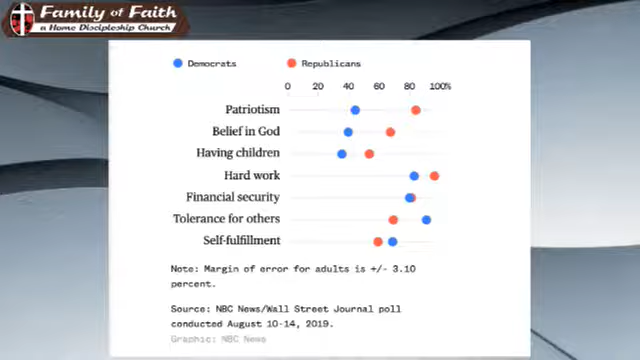 Family of Faith
a Home Discipleship Church
Democrats
Republicans
0 20 40 60 80 100%
Patriotism
Belief in God
Having children
Hard work
Financial security
Tolerance for others
Self-fulfillment
Note: Margin of error for adults is +/- 3.10
percent.
Source: NBC News/Wall Street Journal poll
conducted August 10-14, 2019.
Graphic: NBC News